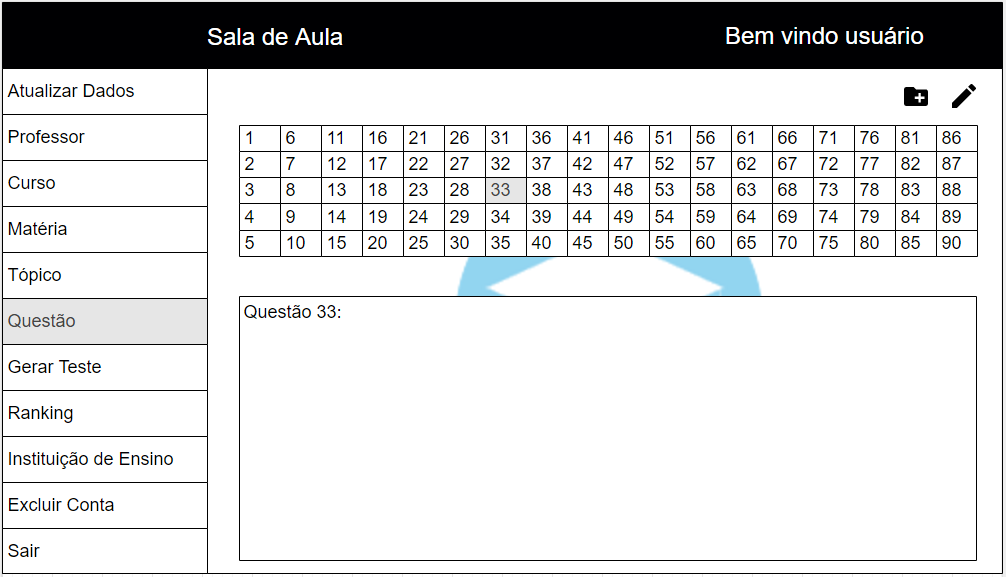 Sala de Aula Bem vindo usuário
Atualizar Dados
Professor
Curso
Matéria
Tópico
Questão
Gerar Teste
Ranking
Instituição de Ensino
Excluir Conta
Sair
1 6 11 16 21 26 31 36 41 46 51 56 61 66 71 76 81 86
2 7 12 17 22 27 32 37 42 47 52 57 62 67 72 77 82 87
3 8 13 18 23 28 33 38 43 48 53 58 63 68 73 78 83 88
4 9 14 19 24 29 34 39 44 49 54 59 64 69 74 79 84 89
5 10 15 20 25 30 35 40 45 50 55 60 65 70 75 80 85 90
Questão 33: